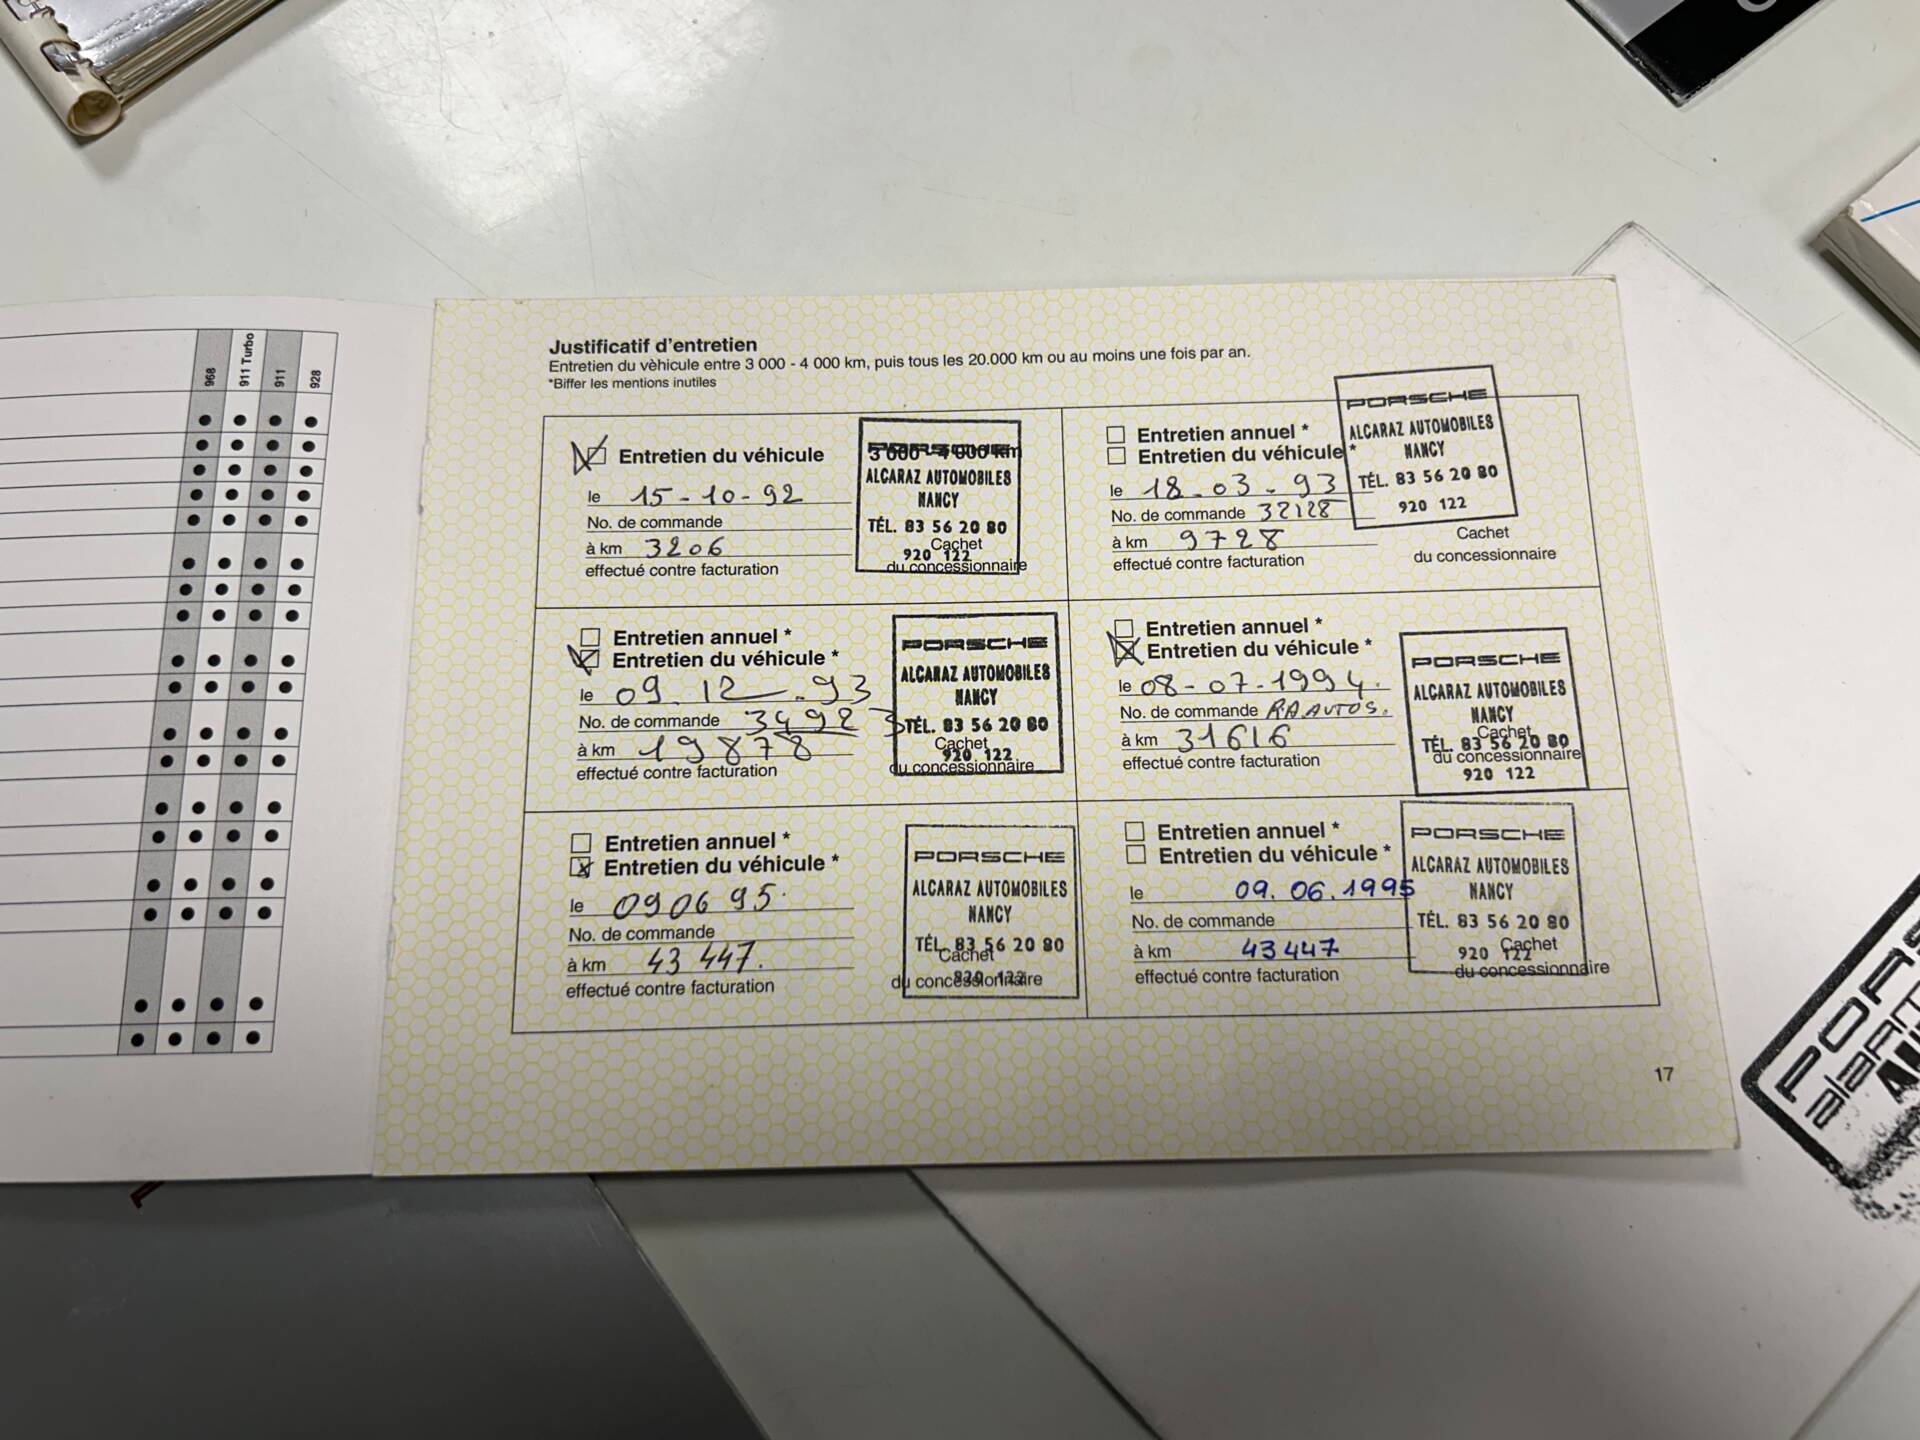 968
911 Turbo
911
928
Justificatif d'entretien
Entretien du vèhicule entre 3 000 - 4 000 km, puis tous les 20.000 km ou au moins une fois par an.
*Biffer les mentions inutiles
Entretien du véhicule
3 000 - 4 000 km
le 15-10-92
No. de commande
à km 3206
effectué contre facturation
PORSCHE
ALCARAZ AUTOMOBILES
NANCY
TÉL. 83 56 20 80
920 122
Cachet
du concessionnaire
Entretien annuel *
Entretien du véhicule *
le 18.03.93
No. de commande 32128
à km 9728
effectué contre facturation
PORSCHE
ALCARAZ AUTOMOBILES
NANCY
TÉL. 83 56 20 80
920 122
Cachet
du concessionnaire
Entretien annuel *
Entretien du véhicule *
le 09.12.93
No. de commande 34923
à km 19878
effectué contre facturation
PORSCHE
ALCARAZ AUTOMOBILES
NANCY
TÉL. 83 56 20 80
920 122
Cachet
du concessionnaire
Entretien annuel *
Entretien du véhicule *
le 08-07-1994.
No. de commande RA AUTOS.
à km 31616
effectué contre facturation
PORSCHE
ALCARAZ AUTOMOBILES
NANCY
TÉL. 83 56 20 80
920 122
Cachet
du concessionnaire
Entretien annuel *
Entretien du véhicule *
le 09 06 95.
No. de commande
à km 43 447.
effectué contre facturation
PORSCHE
ALCARAZ AUTOMOBILES
NANCY
TÉL. 83 56 20 80
920 122
Cachet
du concessionnaire
Entretien annuel *
Entretien du véhicule *
le 09.06.1995
No. de commande
à km 43447
effectué contre facturation
PORSCHE
ALCARAZ AUTOMOBILES
NANCY
TÉL. 83 56 20 80
920 122
Cachet
du concessionnaire
17